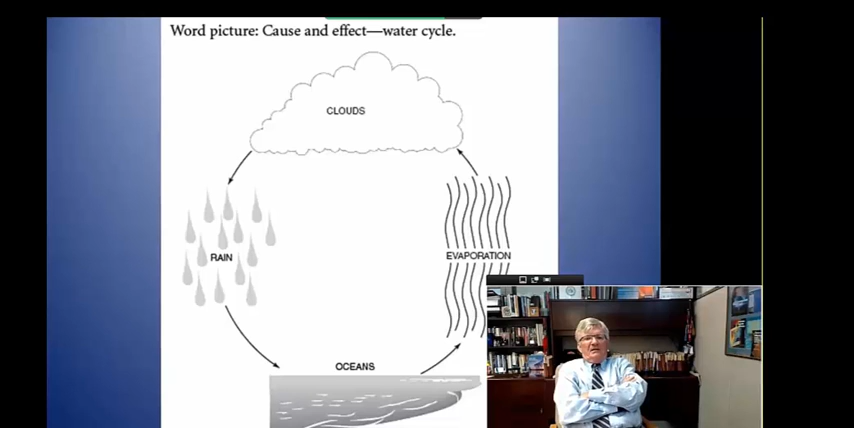 Word picture: Cause and effect—water cycle.
CLOUDS
RAIN
EVAPORATION
OCEANS